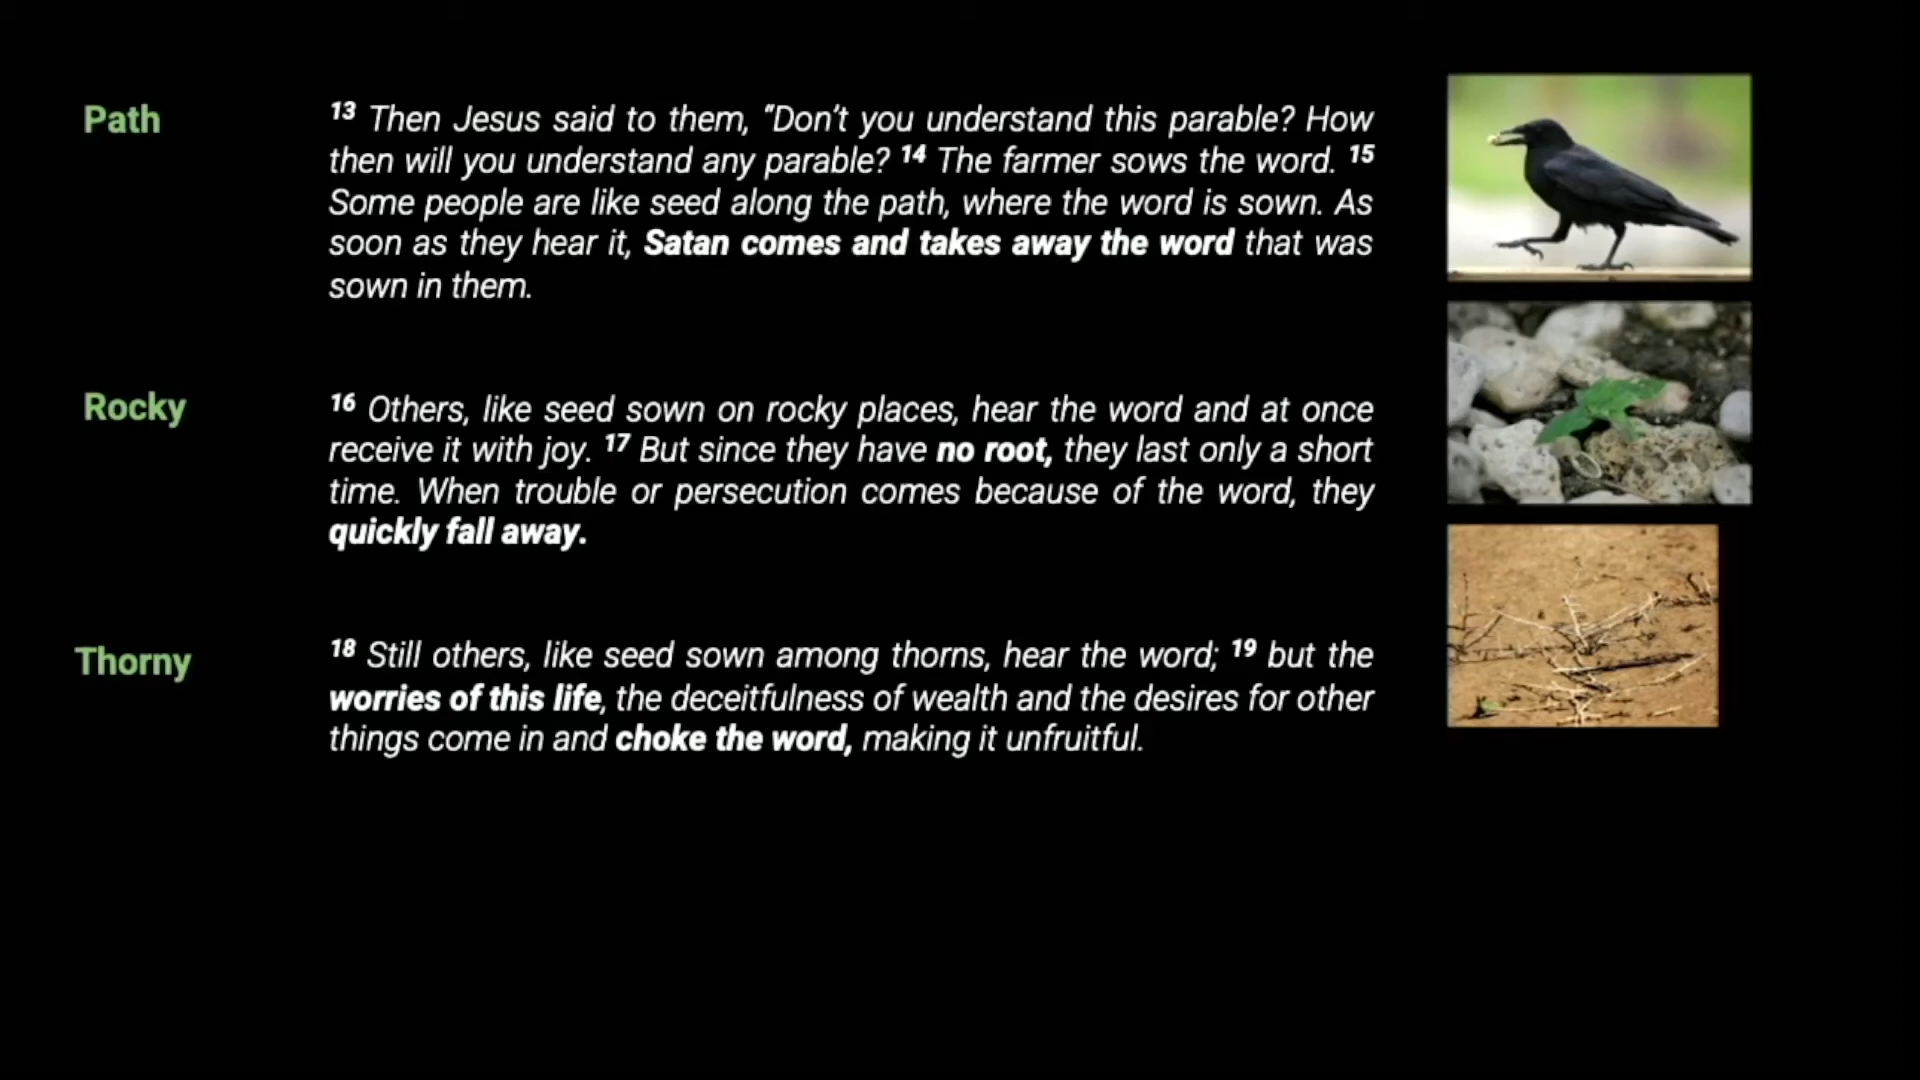 Path
13 Then Jesus said to them, “Don’t you understand this parable? How
then will you understand any parable? 14 The farmer sows the word. 15
Some people are like seed along the path, where the word is sown. As
soon as they hear it, Satan comes and takes away the word that was
sown in them.
Rocky
16 Others, like seed sown on rocky places, hear the word and at once
receive it with joy. 17 But since they have no root, they last only a short
time. When trouble or persecution comes because of the word, they
quickly fall away.
Thorny
18 Still others, like seed sown among thorns, hear the word; 19 but the
worries of this life, the deceitfulness of wealth and the desires for other
things come in and choke the word, making it unfruitful.